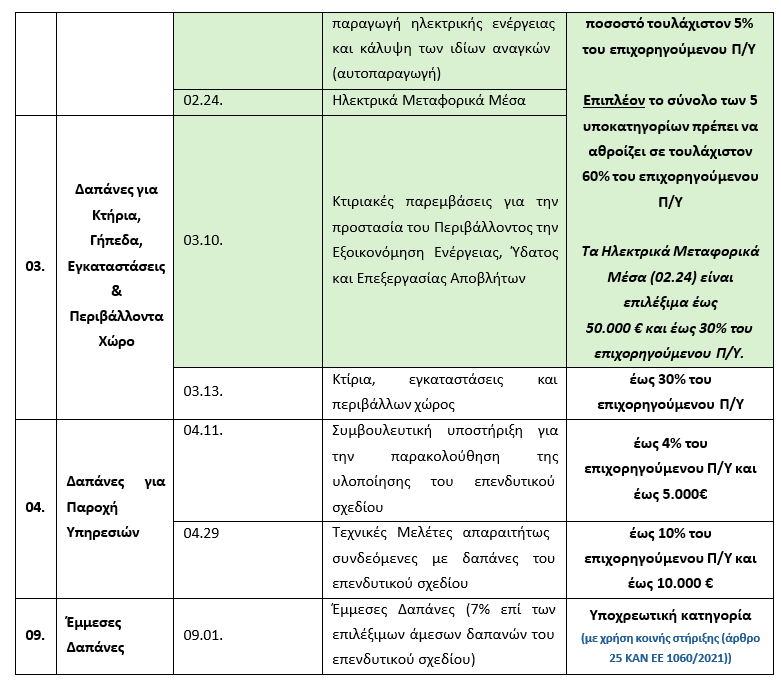 παραγωγή ηλεκτρικής ενέργειας
και κάλυψη των ιδίων αναγκών
(αυτοπαραγωγή)
ποσοστό τουλάχιστον 5%
του επιχορηγούμενου Π/Υ
02.24.
Ηλεκτρικά Μεταφορικά Μέσα
Επιπλέον το σύνολο των 5
υποκατηγορίων πρέπει να
αθροίζει σε τουλάχιστον
60% του επιχορηγούμενου
Π/Υ
Τα Ηλεκτρικά Μεταφορικά
Μέσα (02.24) είναι
επιλέξιμα έως
50.000 € και έως 30% του
επιχορηγούμενου Π/Υ.
03.
Δαπάνες για
Κτήρια,
Γήπεδα,
Εγκαταστάσεις
&
Περιβάλλοντα
Χώρο
03.10.
Κτιριακές παρεμβάσεις για την
προστασία του Περιβάλλοντος την
Εξοικονόμηση Ενέργειας, Ύδατος
και Επεξεργασίας Αποβλήτων
03.13.
Κτίρια, εγκαταστάσεις και
περιβάλλων χώρος
έως 30% του
επιχορηγούμενου Π/Υ
04.
Δαπάνες για
Παροχή
Υπηρεσιών
04.11.
Συμβουλευτική υποστήριξη για
την παρακολούθηση της
υλοποίησης του επενδυτικού
σχεδίου
έως 4% του
επιχορηγούμενου Π/Υ και
έως 5.000€
04.29
Τεχνικές Μελέτες απαραιτήτως
συνδεόμενες με δαπάνες του
επενδυτικού σχεδίου
έως 10% του
επιχορηγούμενου Π/Υ και
έως 10.000 €
09.
Έμμεσες
Δαπάνες
09.01.
Έμμεσες Δαπάνες (7% επί των
επιλέξιμων άμεσων δαπανών του
επενδυτικού σχεδίου)
Υποχρεωτική κατηγορία
(με χρήση κοινής στήριξης (άρθρο
25 ΚΑΝ ΕΕ 1060/2021))